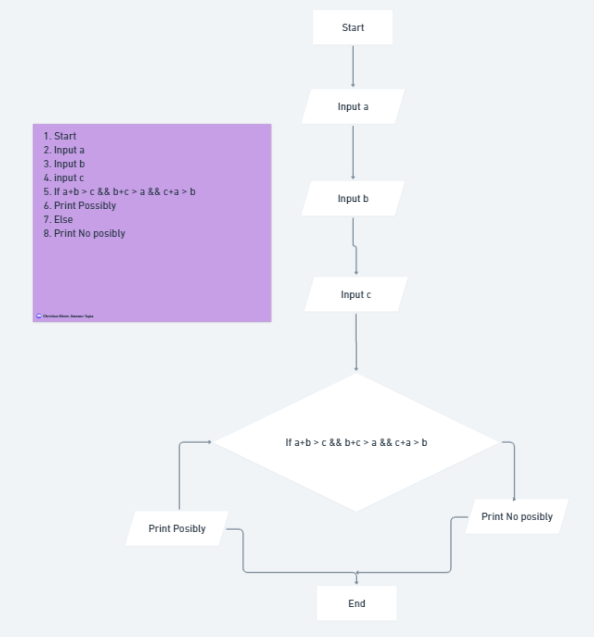 Start
Input a
1. Start
2. Input a
3. Input b
4. input c
5. If a+b > c && b+c > a && c+a > b
6. Print Possibly
7. Else
8. Print No posibly
Input b
Input c
If a+b > c && b+c > a && c+a > b
Print Posibly
Print No posibly
End